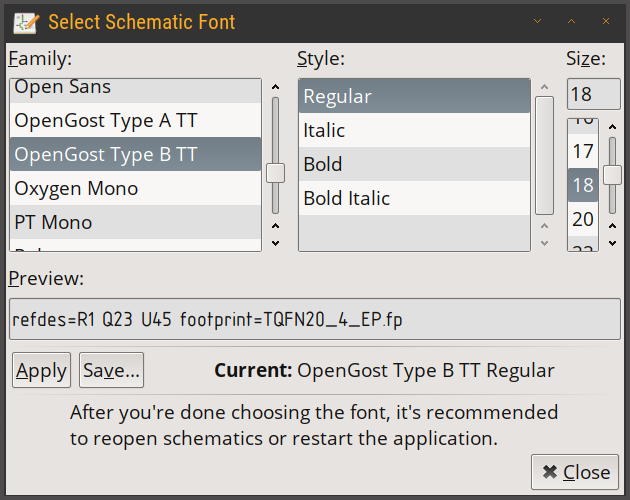 Select Schematic Font
Family:
Style:
Size:
Open Sans
OpenGost Type A TT
OpenGost Type B TT
Oxygen Mono
PT Mono
Regular
Italic
Bold
Bold Italic
18
17
18
20
Preview:
refdes=R1 Q23 U45 footprint=TQFN20_4_EP.fp
Apply
Save...
Current: OpenGost Type B TT Regular
After you're done choosing the font, it's recommended
to reopen schematics or restart the application.
Close